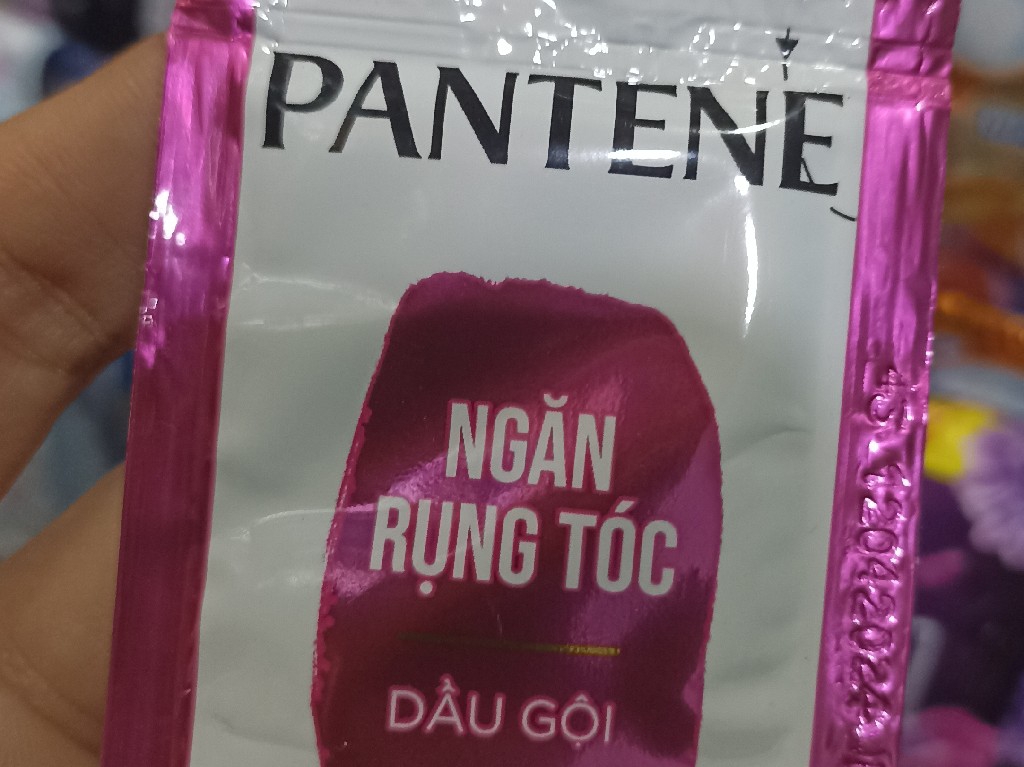 PANTENE
NGĂN
RỤNG TÓC
DẦU GỘI